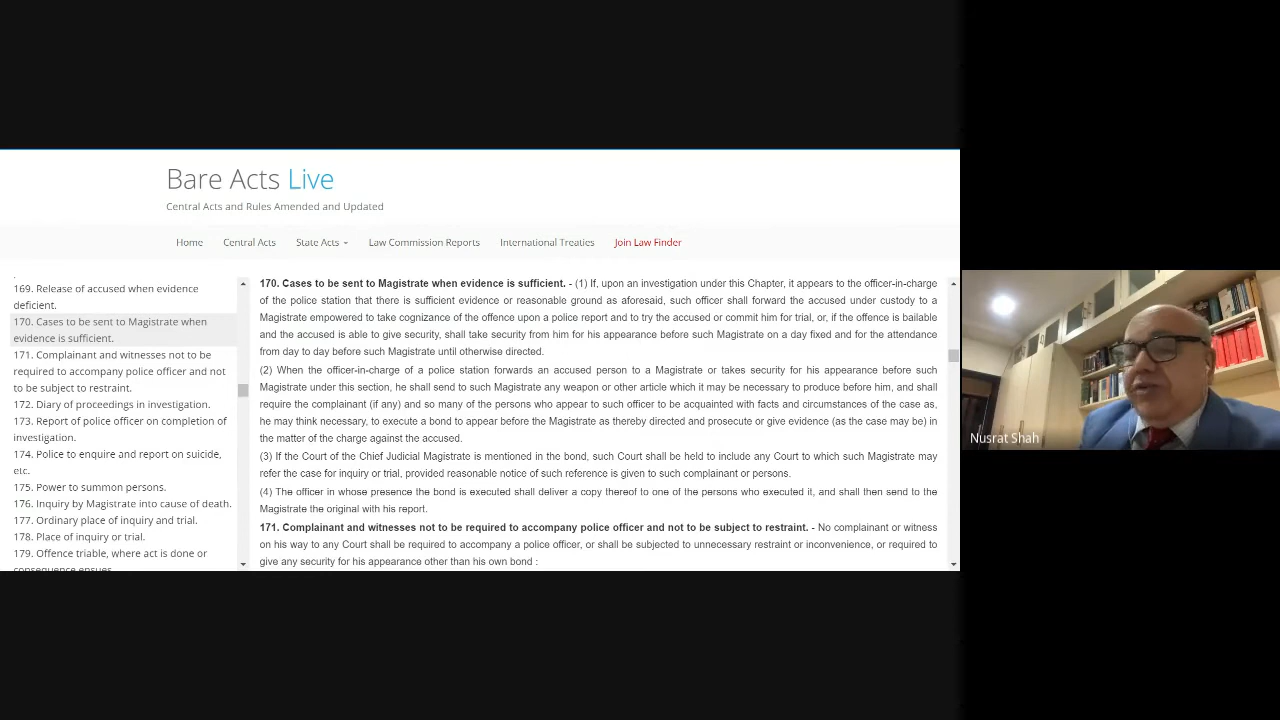 Bare Acts Live
Central Acts and Rules Amended and Updated
Home Central Acts State Acts Law Commission Reports International Treaties Join Law Finder
169. Release of accused when evidence
deficient.
170. Cases to be sent to Magistrate when
evidence is sufficient.
171. Complainant and witnesses not to be
required to accompany police officer and not
to be subject to restraint.
172. Diary of proceedings in investigation.
173. Report of police officer on completion of
investigation.
174. Police to enquire and report on suicide,
etc.
175. Power to summon persons.
176. Inquiry by Magistrate into cause of death.
177. Ordinary place of inquiry and trial.
178. Place of inquiry or trial.
179. Offence triable, where act is done or
consequence ensues.
170. Cases to be sent to Magistrate when evidence is sufficient. - (1) If, upon an investigation under this Chapter, it appears to the officer-in-charge
of the police station that there is sufficient evidence or reasonable ground as aforesaid, such officer shall forward the accused under custody to a
Magistrate empowered to take cognizance of the offence upon a police report and to try the accused or commit him for trial, or, if the offence is bailable
and the accused is able to give security, shall take security from him for his appearance before such Magistrate on a day fixed and for the attendance
from day to day before such Magistrate until otherwise directed.
(2) When the officer-in-charge of a police station forwards an accused person to a Magistrate or takes security for his appearance before such
Magistrate under this section, he shall send to such Magistrate any weapon or other article which it may be necessary to produce before him, and shall
require the complainant (if any) and so many of the persons who appear to such officer to be acquainted with facts and circumstances of the case as,
he may think necessary, to execute a bond to appear before the Magistrate as thereby directed and prosecute or give evidence (as the case may be) in
the matter of the charge against the accused.
(3) If the Court of the Chief Judicial Magistrate is mentioned in the bond, such Court shall be held to include any Court to which such Magistrate may
refer the case for inquiry or trial, provided reasonable notice of such reference is given to such complainant or persons.
(4) The officer in whose presence the bond is executed shall deliver a copy thereof to one of the persons who executed it, and shall then send to the
Magistrate the original with his report.
171. Complainant and witnesses not to be required to accompany police officer and not to be subject to restraint. - No complainant or witness
on his way to any Court shall be required to accompany a police officer, or shall be subjected to unnecessary restraint or inconvenience, or required to
give any security for his appearance other than his own bond :
Nusrat Shah